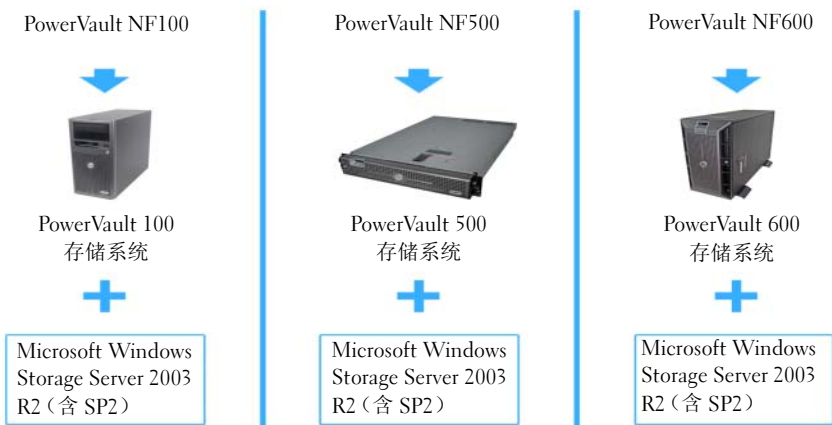 PowerVault NF100
PowerVault 100
存储系统
Microsoft Windows
Storage Server 2003
R2（含 SP2）
PowerVault NF500
PowerVault 500
存储系统
Microsoft Windows
Storage Server 2003
R2（含 SP2）
PowerVault NF600
PowerVault 600
存储系统
Microsoft Windows
Storage Server 2003
R2（含 SP2）